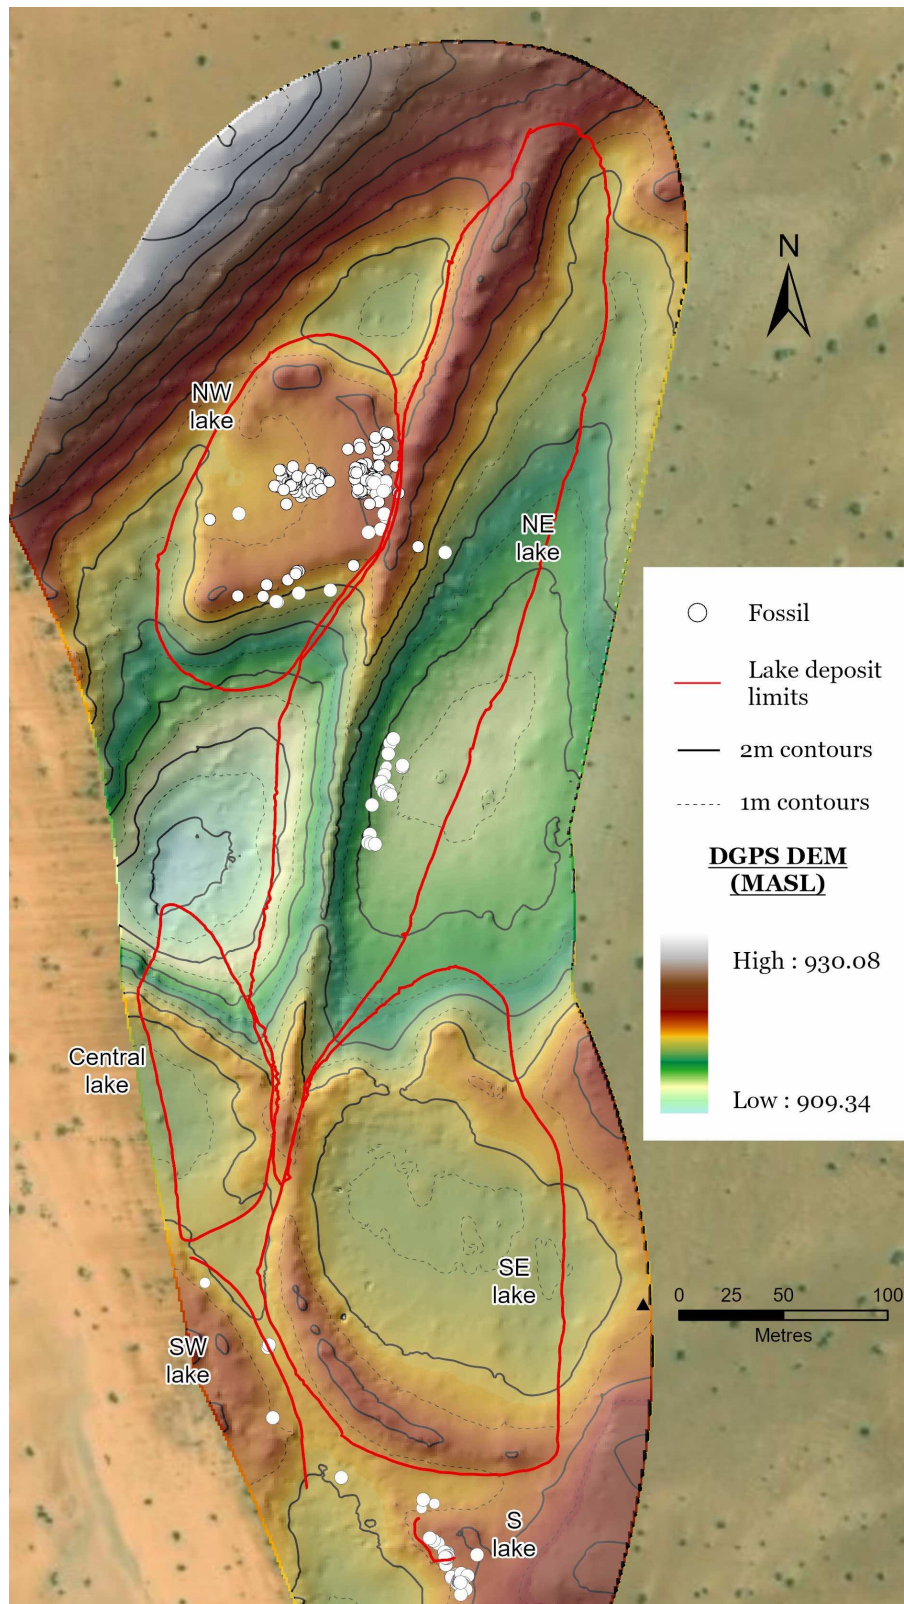 N
NW
lake
NE
lake
Fossil
Lake deposit
limits
2m contours
1m contours
DGPS DEM
(MASL)
High : 930.08
Low : 909.34
Central
lake
SE
lake
0 25 50 100
Metres
SW
lake
S
lake